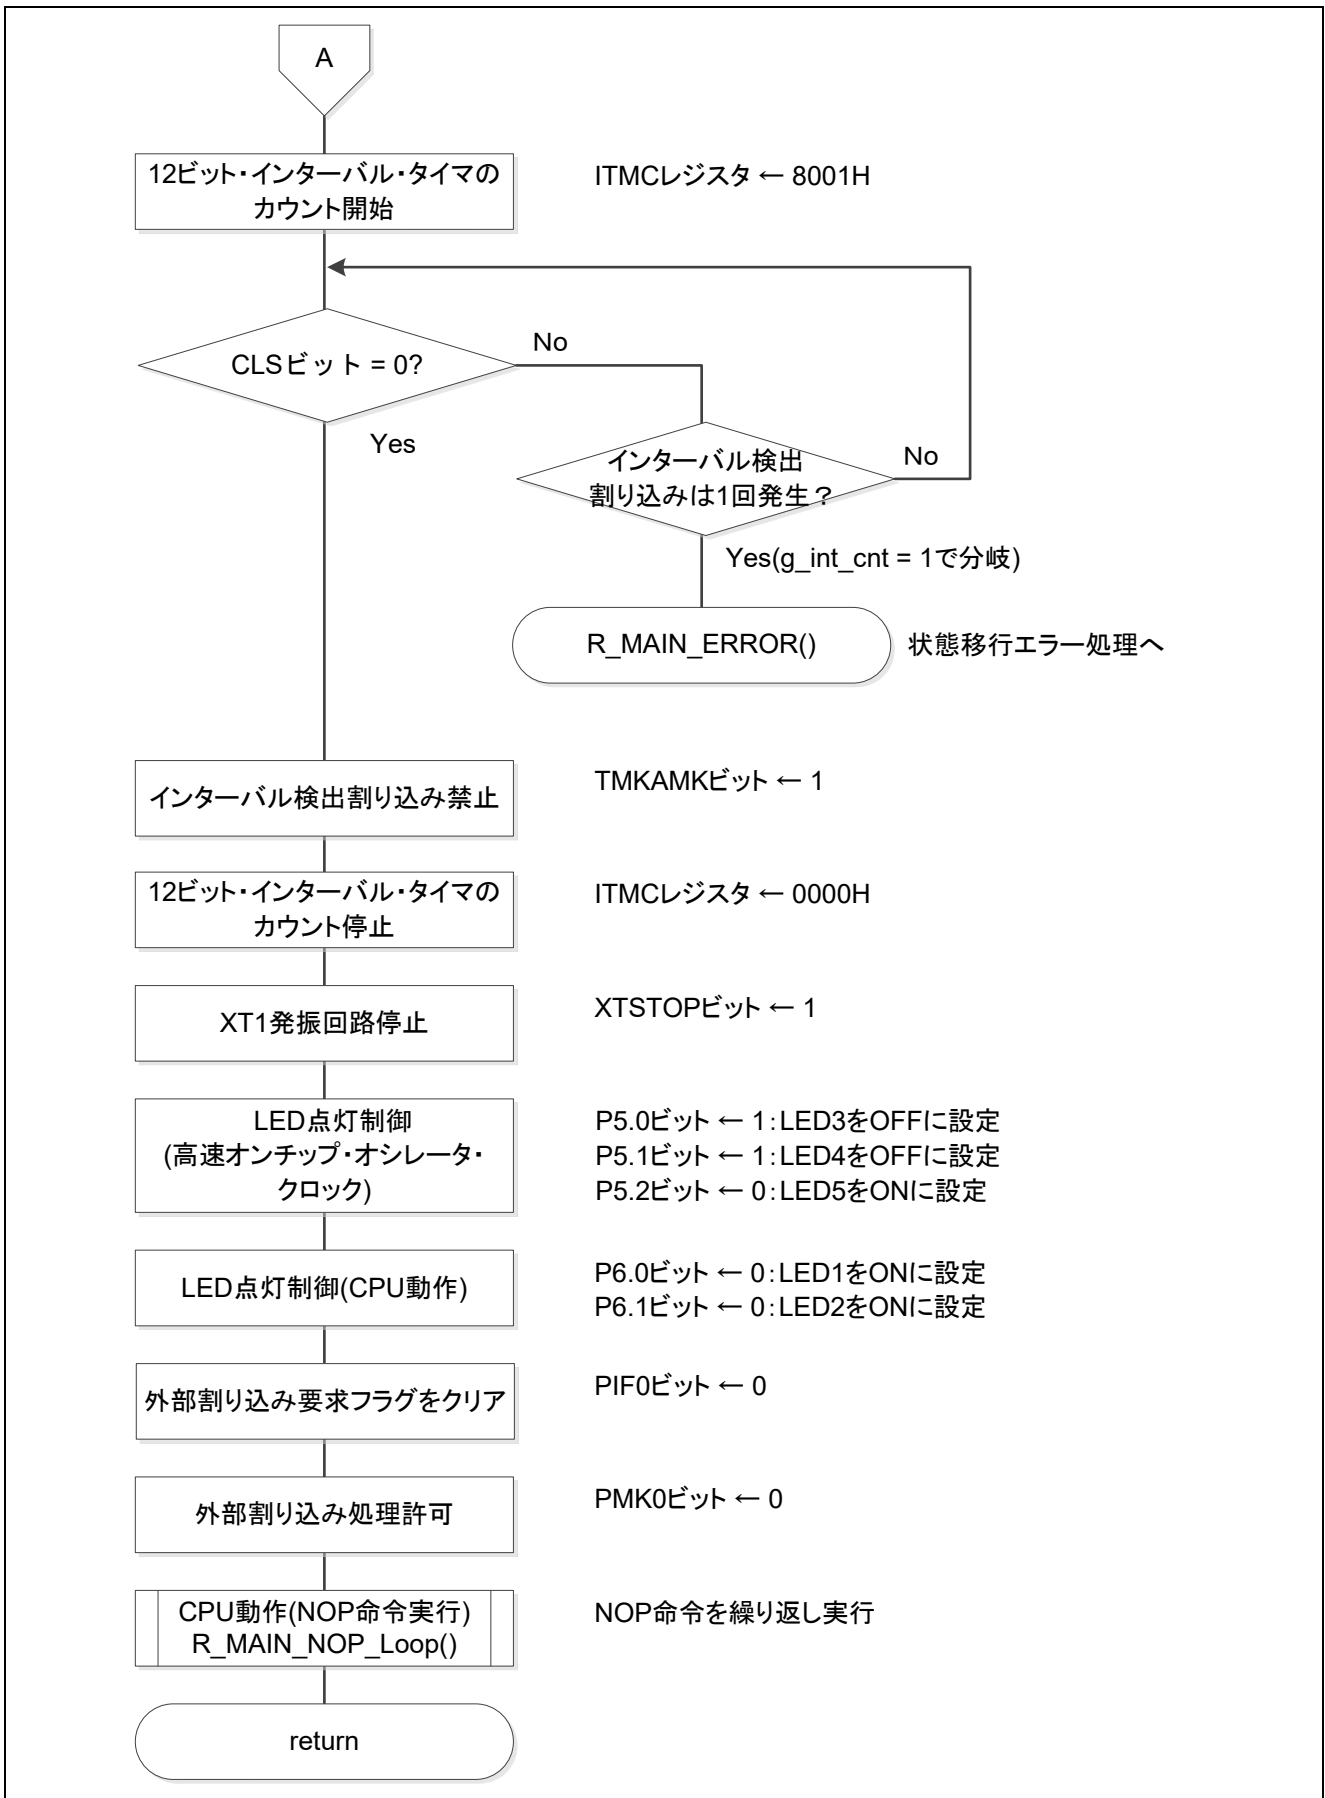 A
12ビット・インターバル・タイマの
カウント開始
ITMCレジスタ ← 8001H
CLSビット = 0?
No
Yes
インターバル検出
割り込みは1回発生？
No
Yes(g_int_cnt = 1で分岐)
R_MAIN_ERROR()
状態移行エラー処理へ
インターバル検出割り込み禁止
TMKAMKビット ← 1
12ビット・インターバル・タイマの
カウント停止
ITMCレジスタ ← 0000H
XT1発振回路停止
XTSTOPビット ← 1
LED点灯制御
(高速オンチップ・オシレータ・
クロック)
P5.0ビット ← 1：LED3をOFFに設定
P5.1ビット ← 1：LED4をOFFに設定
P5.2ビット ← 0：LED5をONに設定
LED点灯制御(CPU動作)
P6.0ビット ← 0：LED1をONに設定
P6.1ビット ← 0：LED2をONに設定
外部割り込み要求フラグをクリア
PIF0ビット ← 0
外部割り込み処理許可
PMK0ビット ← 0
CPU動作(NOP命令実行)
R_MAIN_NOP_Loop()
NOP命令を繰り返し実行
return